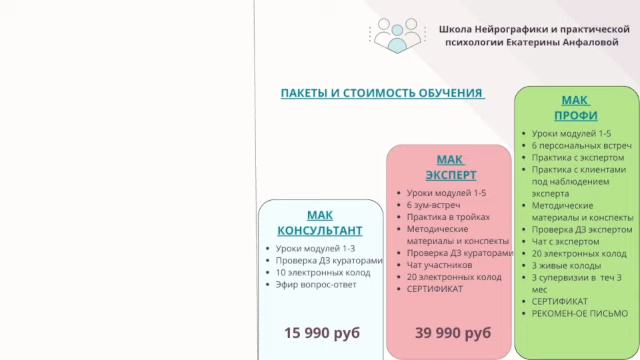 Школа Нейрографики и практической
психологии Екатерины Анфаловой
ПАКЕТЫ И СТОИМОСТЬ ОБУЧЕНИЯ
МАК
КОНСУЛЬТАНТ
Уроки модулей 1-3
Проверка ДЗ кураторами
10 электронных колод
Эфир вопрос-ответ
15 990 руб
МАК
ЭКСПЕРТ
Уроки модулей 1-5
6 зум-встреч
Практика в тройках
Методические
материалы и конспекты
Проверка ДЗ кураторами
Чат участников
20 электронных колод
СЕРТИФИКАТ
39 990 руб
МАК
ПРОФИ
Уроки модулей 1-5
6 персональных встреч
Практика с экспертом
Практика с клиентами
под наблюдением
эксперта
Методические
материалы и конспекты
Проверка ДЗ экспертом
Чат с экспертом
20 электронных колод
3 живые колоды
3 супервизии в теч 3
мес
СЕРТИФИКАТ
РЕКОМЕН-ОЕ ПИСЬМО